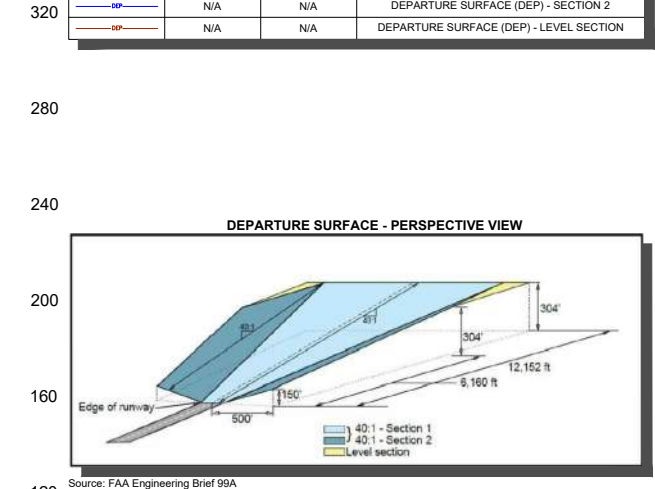 320
DEP N/A N/A DEPARTURE SURFACE (DEP) - SECTION 2
DEP N/A N/A DEPARTURE SURFACE (DEP) - LEVEL SECTION
280
240
DEPARTURE SURFACE - PERSPECTIVE VIEW
200
304'
40:1
40:1
304'
12,152 ft
6,160 ft
160
150'
Edge of runway
500'
40:1 - Section 1
40:1 - Section 2
Level section
Source: FAA Engineering Brief 99A